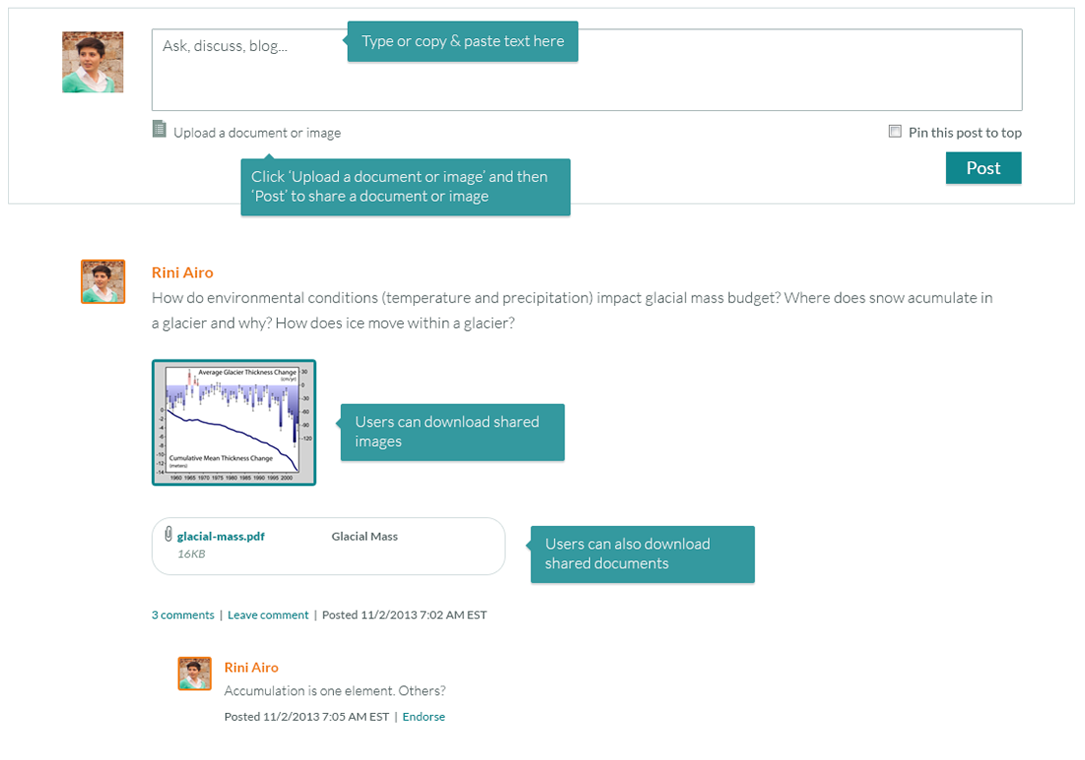 Ask, discuss, blog...
Type or copy & paste text here
Upload a document or image
Pin this post to top
Post
Click ‘Upload a document or image’ and then
‘Post’ to share a document or image
Rini Airo
How do environmental conditions (temperature and precipitation) impact glacial mass budget? Where does snow acumulate in
a glacier and why? How does ice move within a glacier?
Average Glacier Thickness Change
(cm/yr)
30
0
-30
-60
-90
-120
0
-2
-4
-6
-8
-10
-12
-14
Cumulative Mean Thickness Change
(meters)
1960 1965 1970 1975 1980 1985 1990 1995 2000
Users can download shared
images
glacial-mass.pdf Glacial Mass
16KB
Users can also download
shared documents
3 comments | Leave comment | Posted 11/2/2013 7:02 AM EST
Rini Airo
Accumulation is one element. Others?
Posted 11/2/2013 7:05 AM EST | Endorse